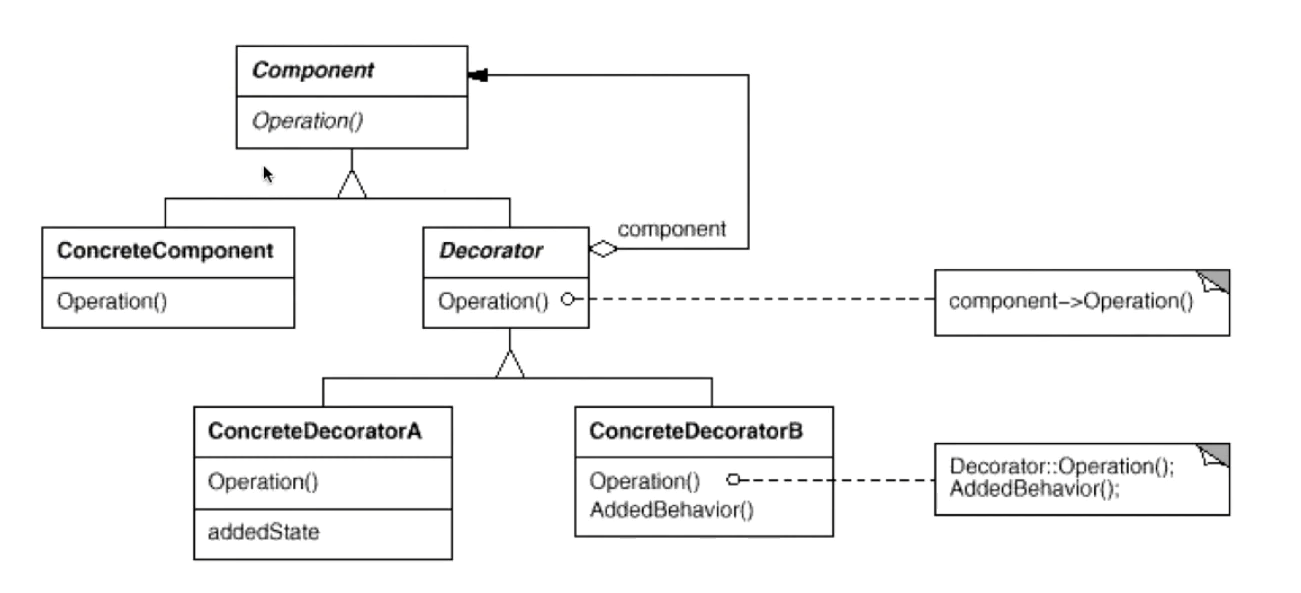 Component
Operation()
component
ConcreteComponent
Operation()
Decorator
Operation()
component–>Operation()
ConcreteDecoratorA
Operation()
addedState
ConcreteDecoratorB
Operation()
AddedBehavior()
Decorator::Operation();
AddedBehavior();